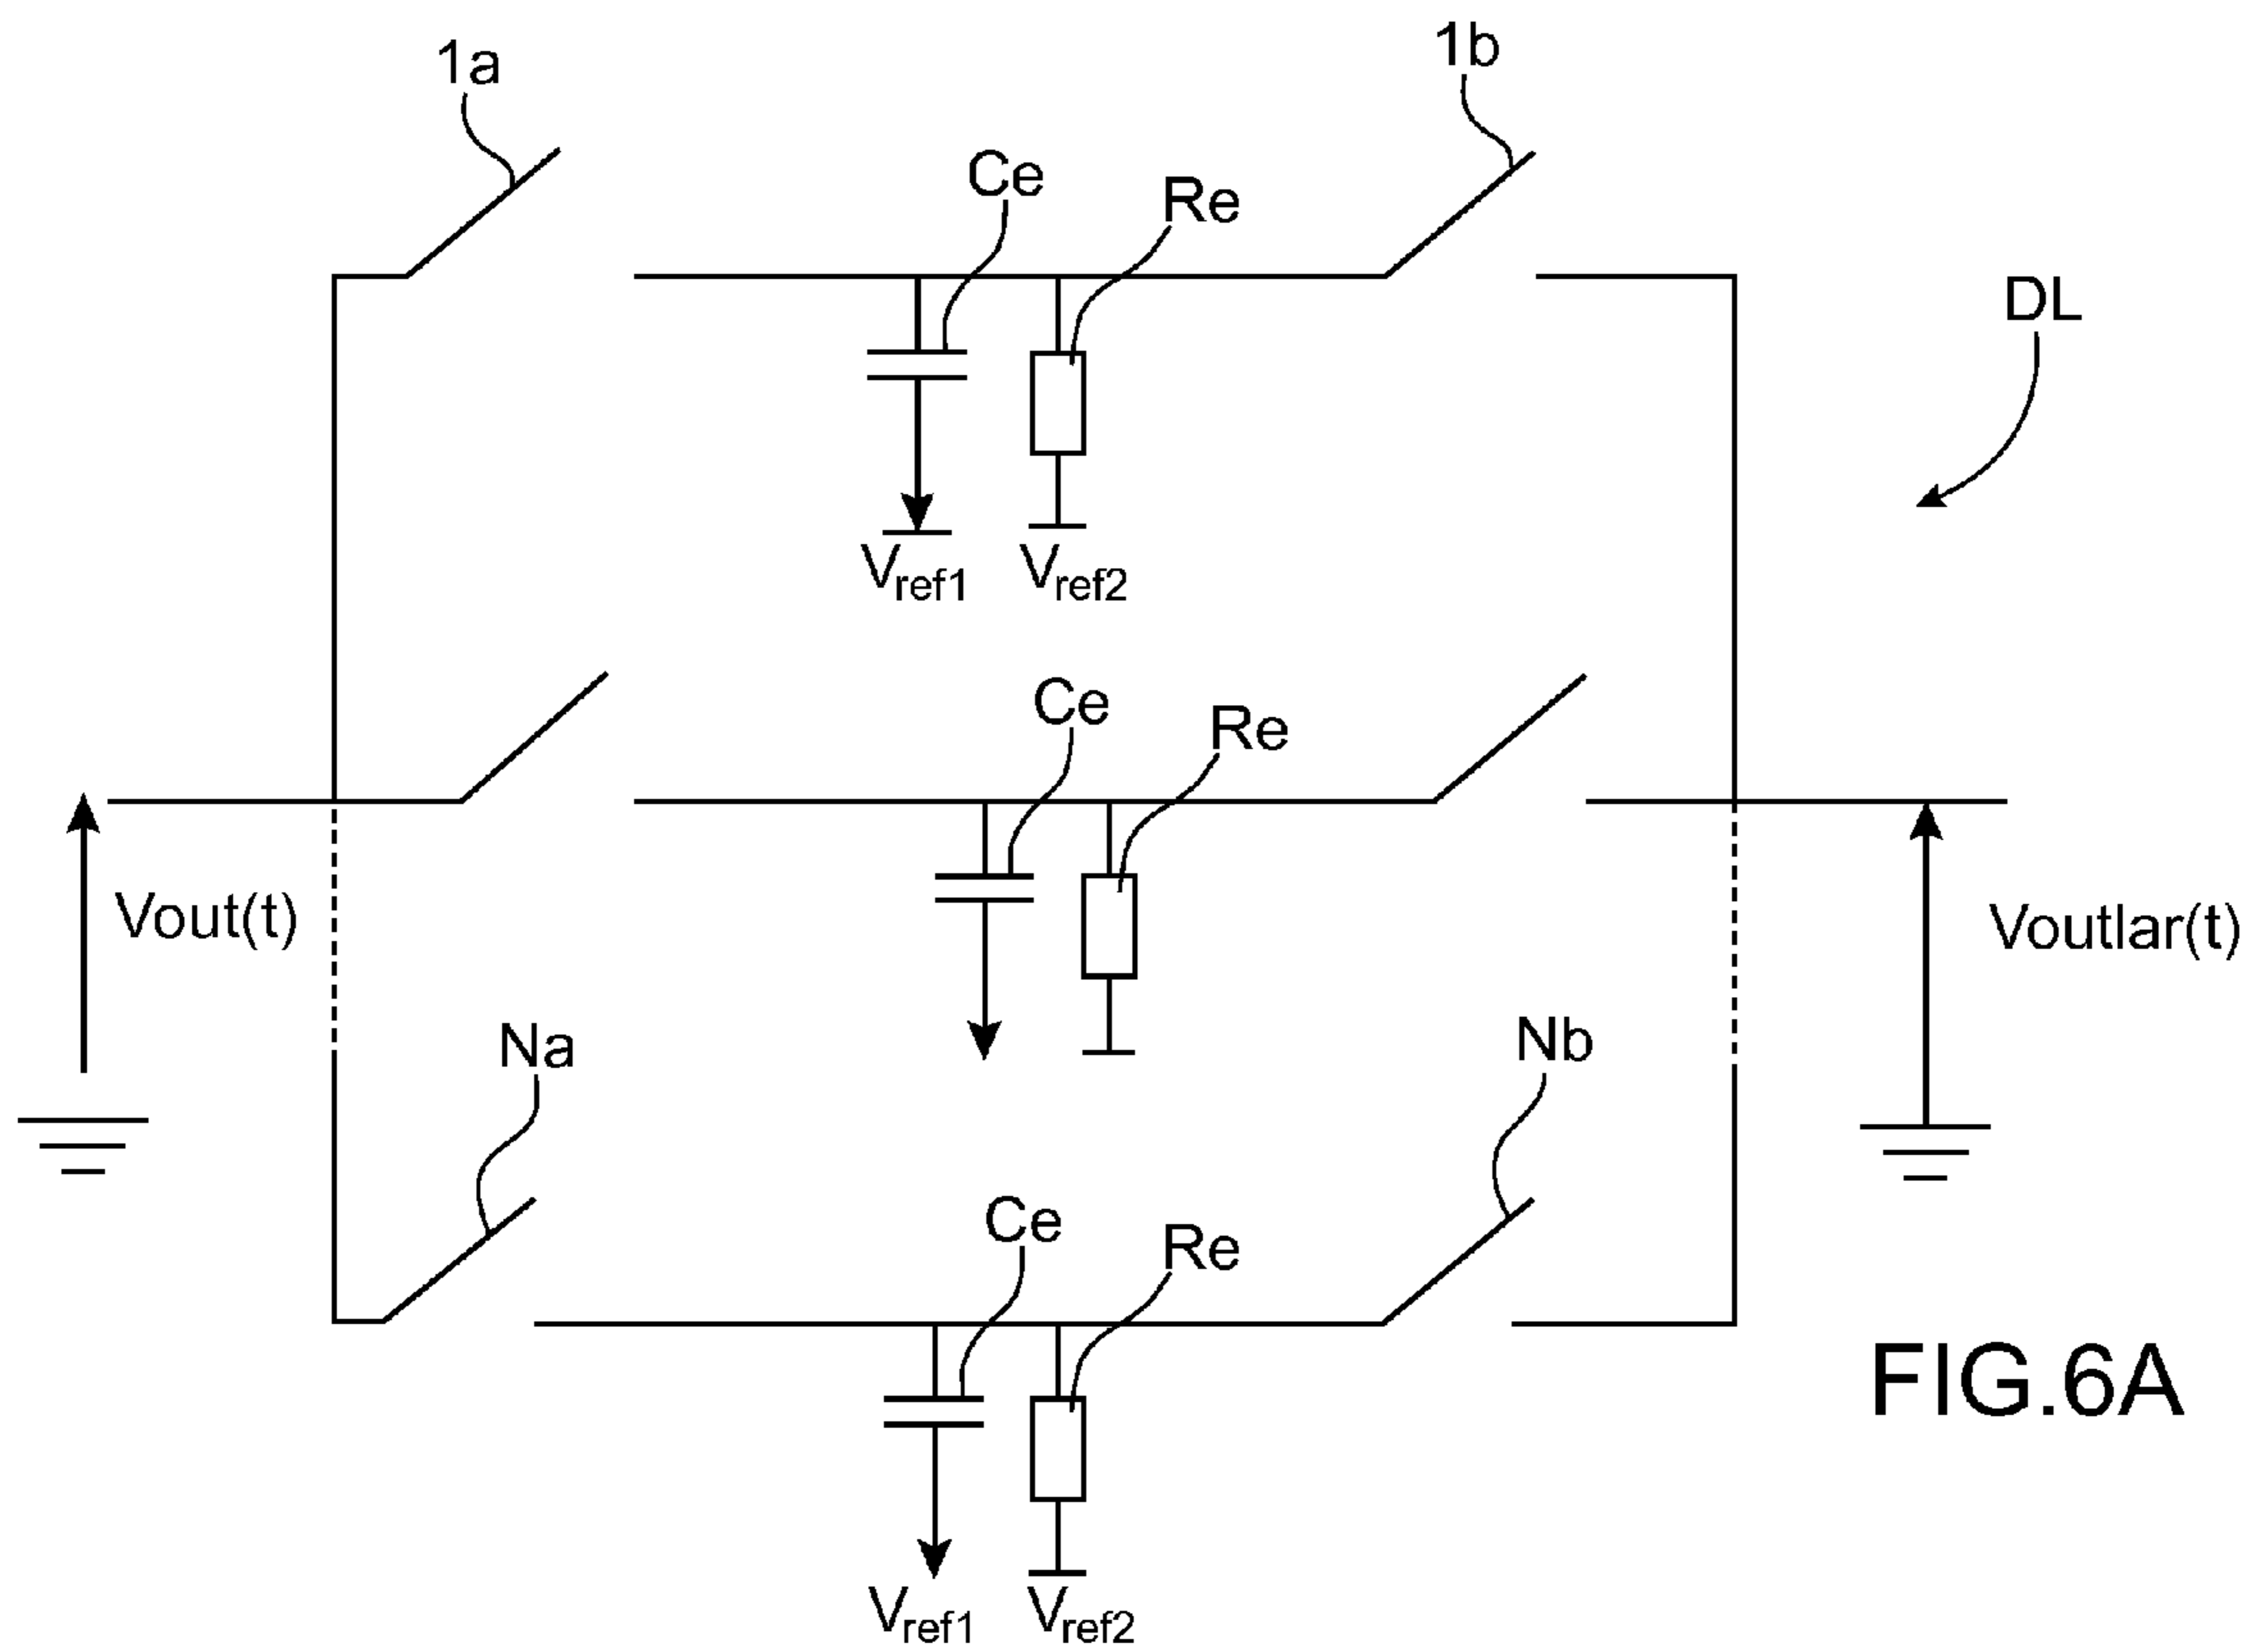 1a
1b
Ce
Re
DL
Vref1
Vref2
Ce
Re
Vout(t)
Voutlar(t)
Na
Nb
Ce
Re
FIG.6A
Vref1
Vref2